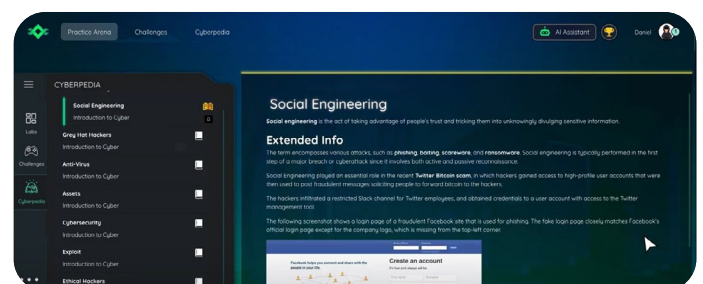 Practice Arena
Challenges
Cyberpedia
AI Assistant
Daniel
CYBERPEDIA
Social Engineering
Introduction to Cyber
Grey Hat Hackers
Introduction to Cyber
Anti-Virus
Introduction to Cyber
Assets
Introduction to Cyber
Cybersecurity
Introduction to Cyber
Exploit
Introduction to Cyber
Ethical Hackers
Labs
Challenges
Cyberpedia
Social Engineering
Social engineering is the act of taking advantage of people's trust and tricking them into unknowingly divulging sensitive information.
Extended Info
The term encompasses various attacks, such as phishing, baiting, scareware, and ransomware. Social engineering is typically performed in the first
step of a major breach or cyberattack since it involves both active and passive reconnaissance.
Social Engineering played an essential role in the recent Twitter Bitcoin scam, in which hackers gained access to high-profile user accounts that were
then used to post fraudulent messages soliciting people to forward bitcoin to the hackers.
The hackers infiltrated a restricted Slack channel for Twitter employees, and obtained credentials to a user account with access to the Twitter
management tool.
The following screenshot shows a login page of a fraudulent Facebook site that is used for phishing. The fake login page closely matches Facebook's
official login page except for the company logo, which is missing from the top-left corner.
Facebook helps you connect and share with the
people in your life.
Create an account